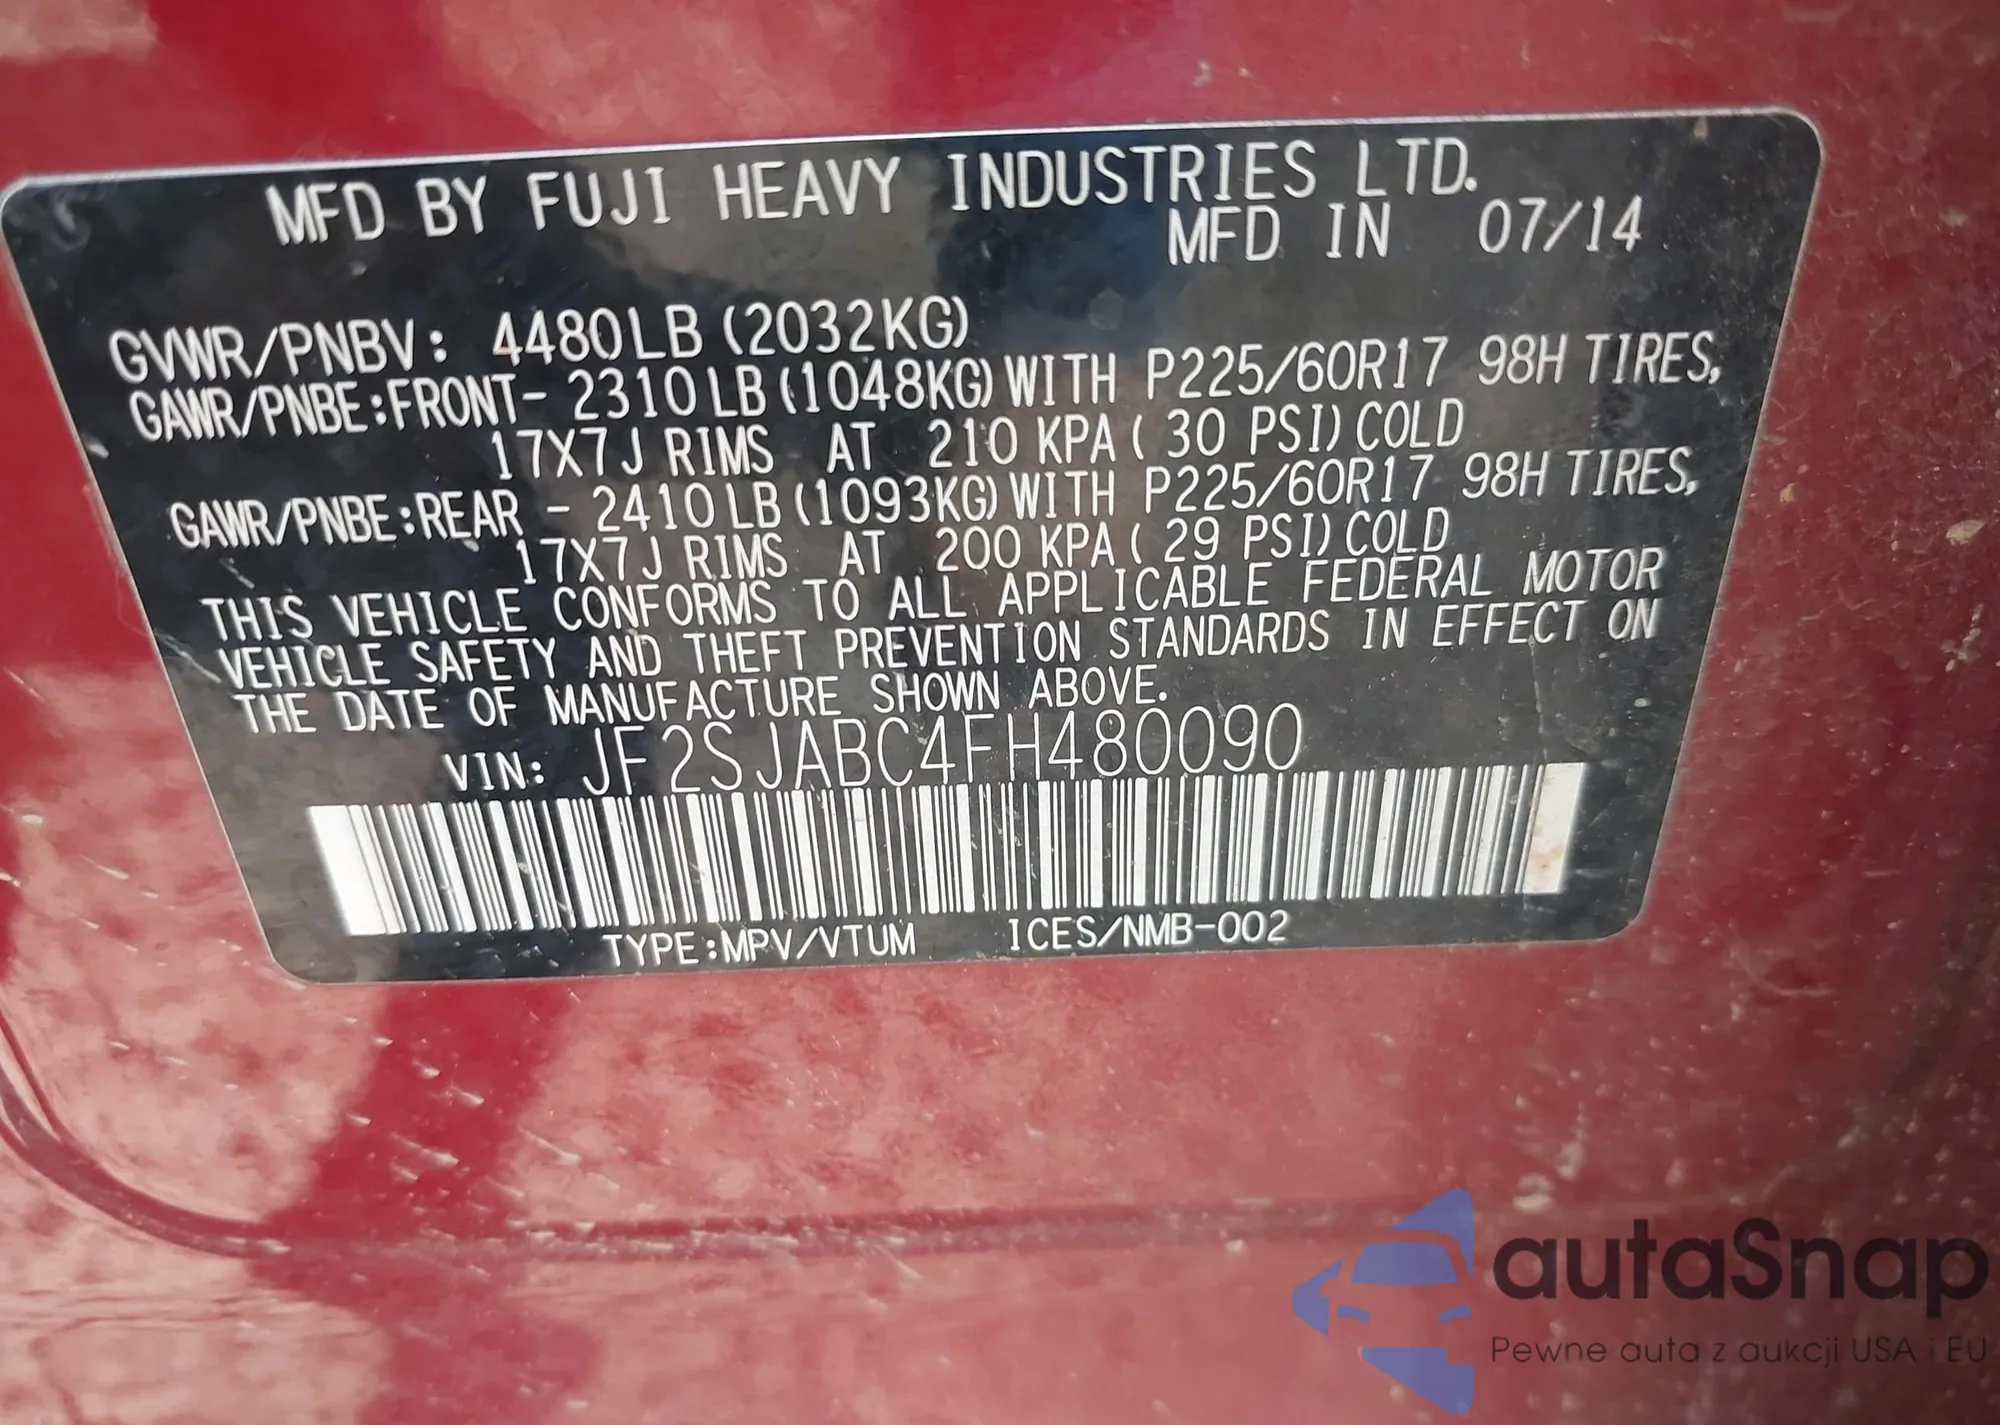 MFD BY FUJI HEAVY INDUSTRIES LTD.
MFD IN 07/14
GVWR/PNBV: 4480LB (2032KG)
GAWR/PNBE:FRONT- 2310LB (1048KG) WITH P225/60R17 98H TIRES,
17X7J RIMS AT 210 KPA( 30 PSI) COLD
GAWR/PNBE:REAR - 2410LB (1093KG) WITH P225/60R17 98H TIRES,
17X7J RIMS AT 200 KPA( 29 PSI) COLD
THIS VEHICLE CONFORMS TO ALL APPLICABLE FEDERAL MOTOR
VEHICLE SAFETY AND THEFT PREVENTION STANDARDS IN EFFECT ON
THE DATE OF MANUFACTURE SHOWN ABOVE.
VIN: JF2SJABC4FH480090
TYPE:MPV/VTUM ICES/NMB-002
autaSnap
Pewne auta z aukcji USA i EU